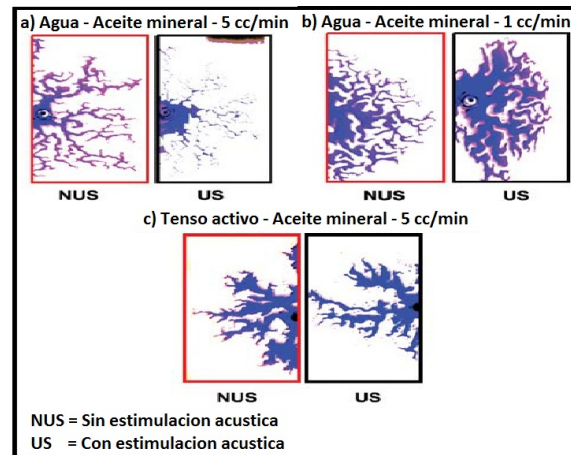 a) Agua - Aceite mineral - 5 cc/min
b) Agua - Aceite mineral - 1 cc/min
NUS
US
NUS
US
c) Tenso activo - Aceite mineral - 5 cc/min
NUS
US
NUS = Sin estimulacion acustica
US = Con estimulacion acustica